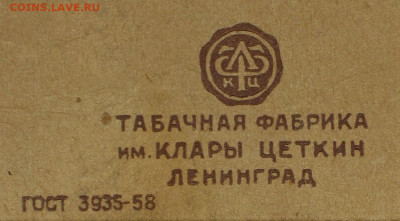 COINS.LAVE.RU
К Ц
ТАБАЧНАЯ ФАБРИКА
ИМ. КЛАРЫ ЦЕТКИН
ЛЕНИНГРАД
ГОСТ 3935-58